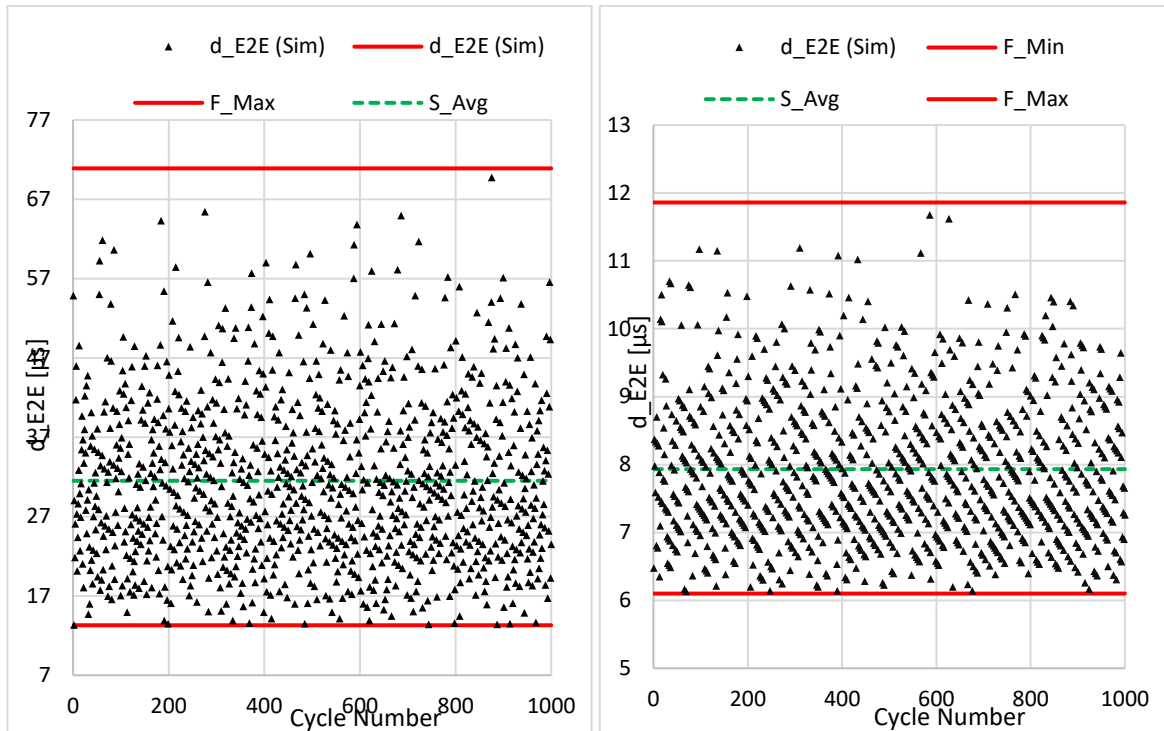 d_E2E (Sim) d_E2E (Sim)
F_Max S_Avg
77
67
57
47
37
27
17
7
d_E2E [µs]
0 200 400 600 800 1000
Cycle Number
d_E2E (Sim) F_Min
S_Avg F_Max
13
12
11
10
9
8
7
6
5
d_E2E [µs]
0 200 400 600 800 1000
Cycle Number